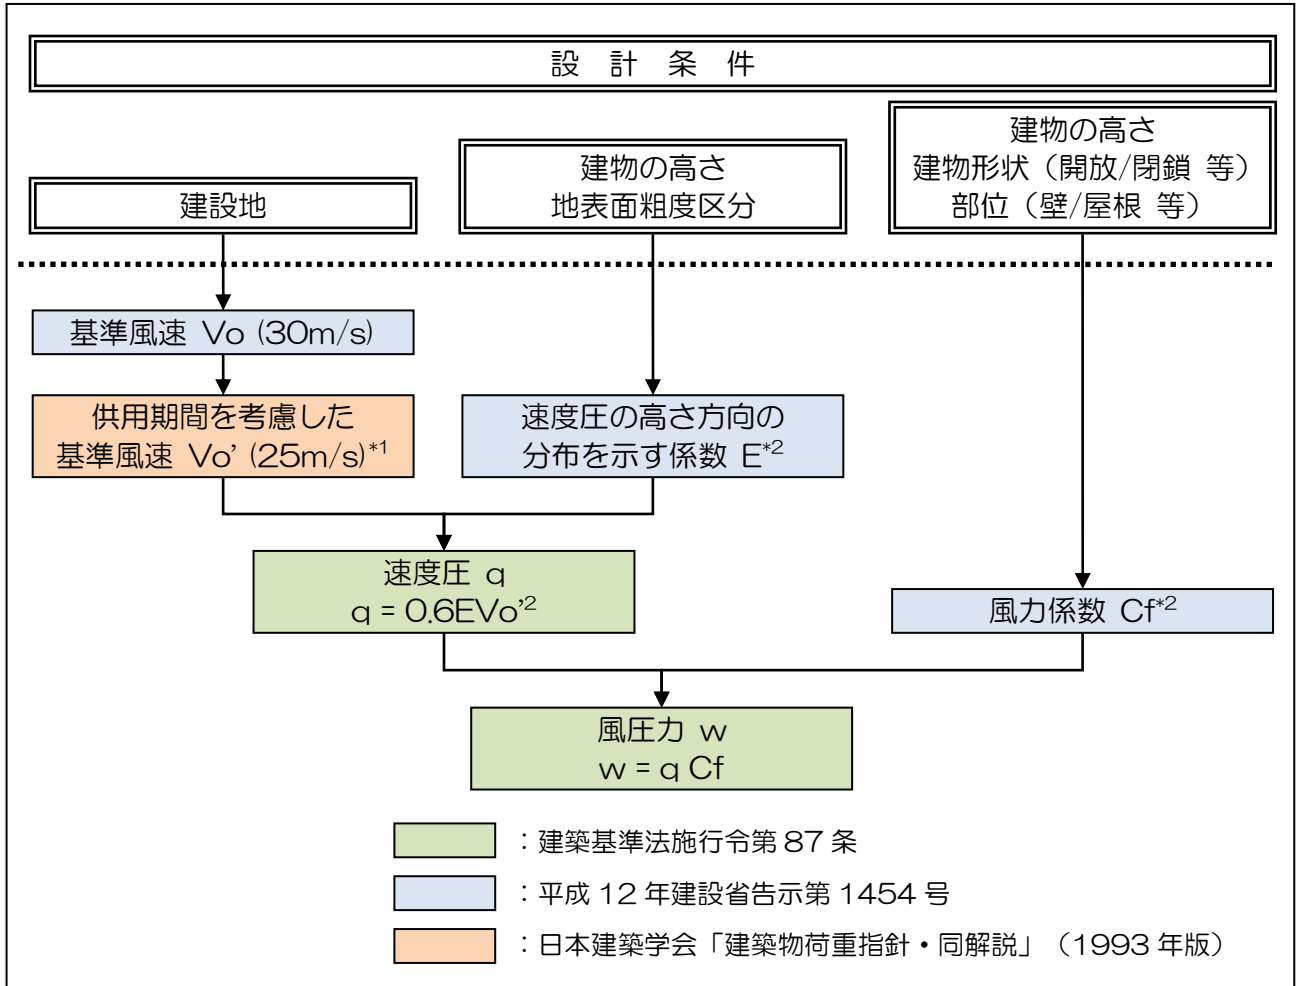 設 計 条 件
建設地
建物の高さ
地表面粗度区分
建物の高さ
建物形状（開放/閉鎖 等）
部位（壁/屋根 等）
基準風速 Vo (30m/s)
供用期間を考慮した
基準風速 Vo' (25m/s)*1
速度圧の高さ方向の
分布を示す係数 E*2
速度圧 q
q = 0.6EVo'2
風力係数 Cf*2
風圧力 w
w = q Cf
：建築基準法施行令第 87 条
：平成 12 年建設省告示第 1454 号
：日本建築学会「建築物荷重指針・同解説」（1993 年版）